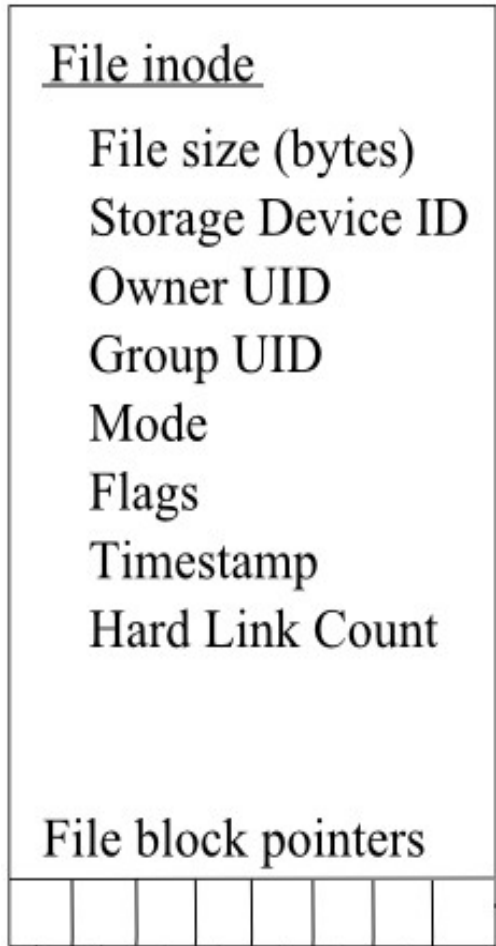 File inode
File size (bytes)
Storage Device ID
Owner UID
Group UID
Mode
Flags
Timestamp
Hard Link Count
File block pointers